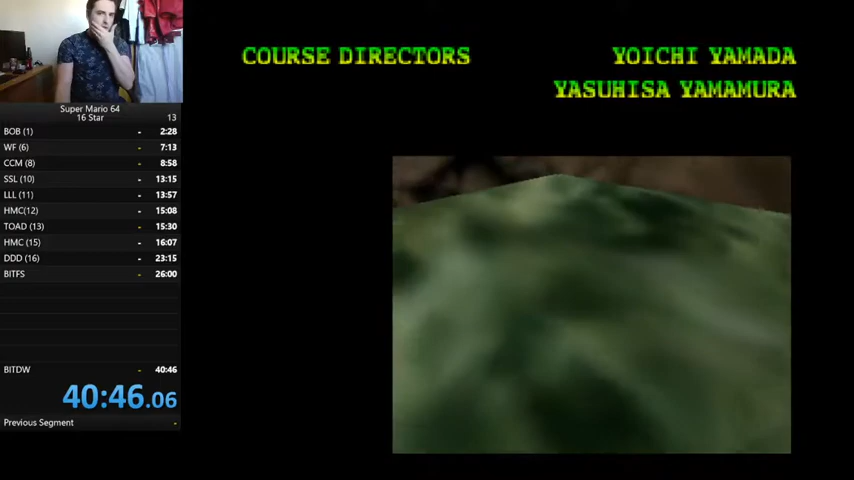 COURSE DIRECTORS YOICHI YAMADA
YASUHISA YAMAMURA
Super Mario 64
16 Star 13
BOB (1) - 2:28
WF (6) - 7:13
CCM (8) - 8:58
SSL (10) - 13:15
LLL (11) - 13:57
HMC(12) - 15:08
TOAD (13) - 15:30
HMC (15) - 16:07
DDD (16) - 23:15
BITFS - 26:00
BITDW - 40:46
40:46.06
Previous Segment -